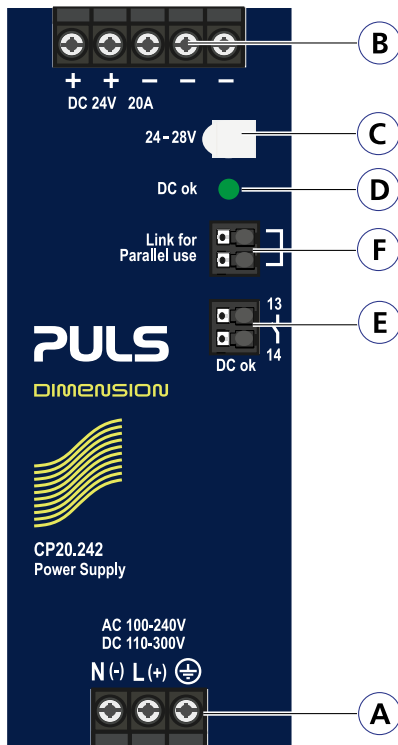 B
+ + − − −
DC 24V 20A
24–28V
C
DC ok
D
Link for
Parallel use
F
13
E
14
DC ok
PULS
DIMENSION
CP20.242
Power Supply
AC 100-240V
DC 110-300V
N (-) L (+)
A